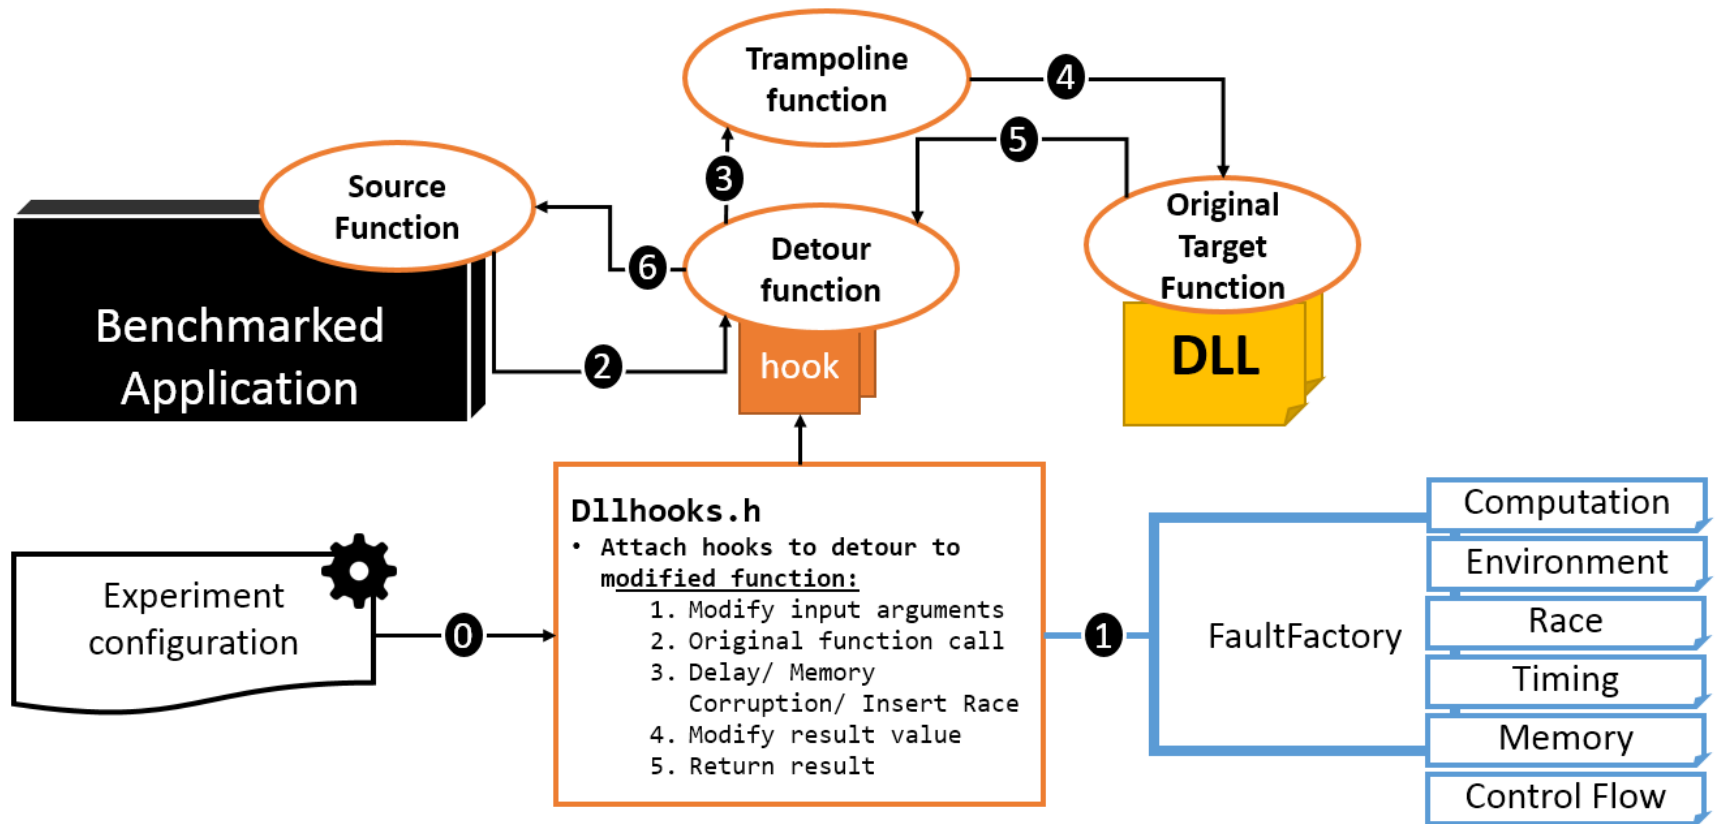 Trampoline
function
4
5
3
Source
Function
Original
Target
Function
Detour
function
6
Benchmarked
Application
2
hook
DLL
Dllhooks.h
• Attach hooks to detour to
modified function:
1. Modify input arguments
2. Original function call
3. Delay/ Memory
Corruption/ Insert Race
4. Modify result value
5. Return result
Experiment
configuration
0
1
FaultFactory
Computation
Environment
Race
Timing
Memory
Control Flow